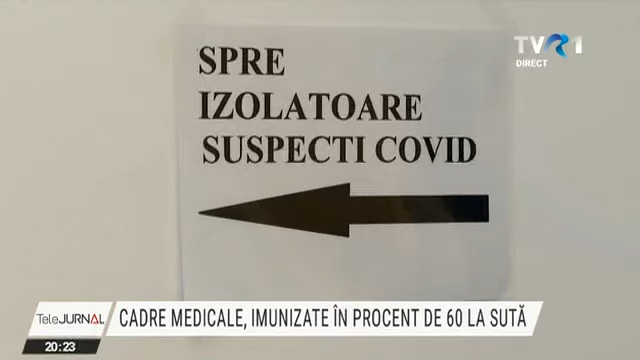 TVR1
DIRECT
SPRE
IZOLATOARE
SUSPECTI COVID
TeleJURNAL
CADRE MEDICALE, IMUNIZATE ÎN PROCENT DE 60 LA SUTĂ
20:23